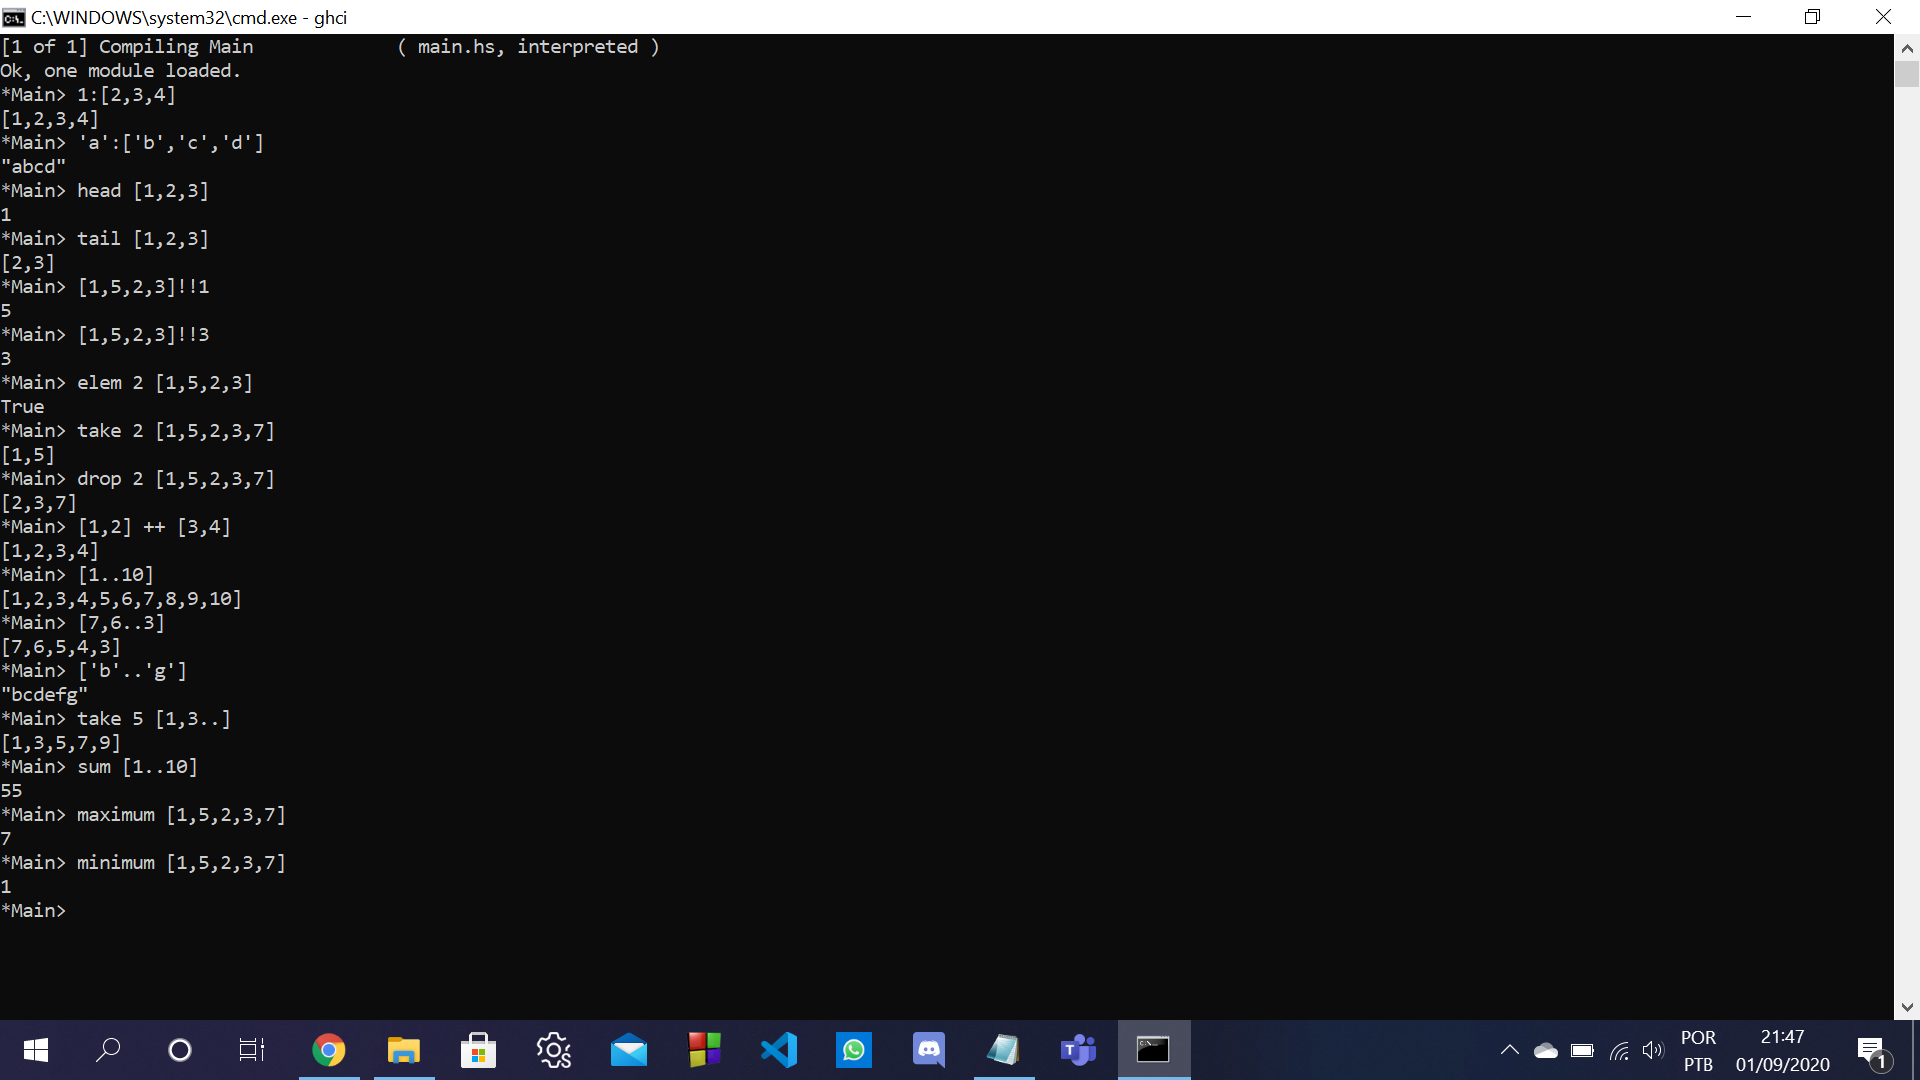 C:\WINDOWS\system32\cmd.exe - ghci
[1 of 1] Compiling Main             ( main.hs, interpreted )
Ok, one module loaded.
*Main> 1:[2,3,4]
[1,2,3,4]
*Main> 'a':['b','c','d']
"abcd"
*Main> head [1,2,3]
1
*Main> tail [1,2,3]
[2,3]
*Main> [1,5,2,3]!!1
5
*Main> [1,5,2,3]!!3
3
*Main> elem 2 [1,5,2,3]
True
*Main> take 2 [1,5,2,3,7]
[1,5]
*Main> drop 2 [1,5,2,3,7]
[2,3,7]
*Main> [1,2] ++ [3,4]
[1,2,3,4]
*Main> [1..10]
[1,2,3,4,5,6,7,8,9,10]
*Main> [7,6..3]
[7,6,5,4,3]
*Main> ['b'..'g']
"bcdefg"
*Main> take 5 [1,3..]
[1,3,5,7,9]
*Main> sum [1..10]
55
*Main> maximum [1,5,2,3,7]
7
*Main> minimum [1,5,2,3,7]
1
*Main>
POR
PTB
21:47
01/09/2020
1